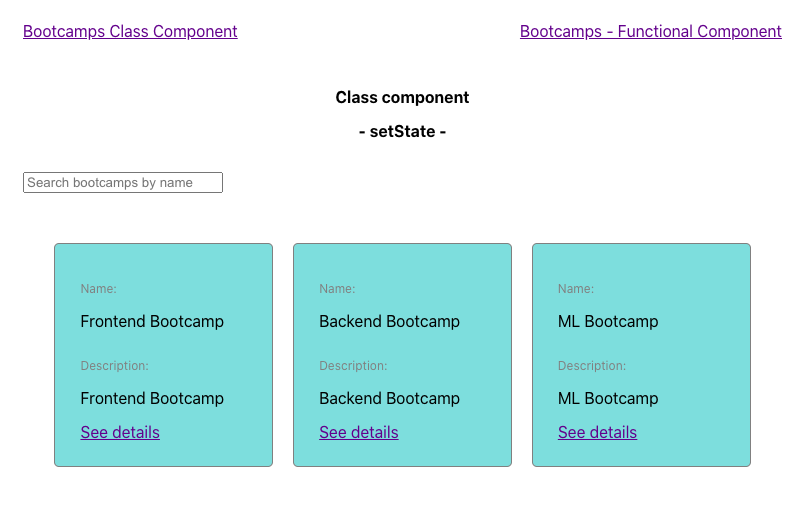 Bootcamps Class Component
Bootcamps - Functional Component
Class component
- setState -
Search bootcamps by name
Name:
Frontend Bootcamp
Description:
Frontend Bootcamp
See details
Name:
Backend Bootcamp
Description:
Backend Bootcamp
See details
Name:
ML Bootcamp
Description:
ML Bootcamp
See details